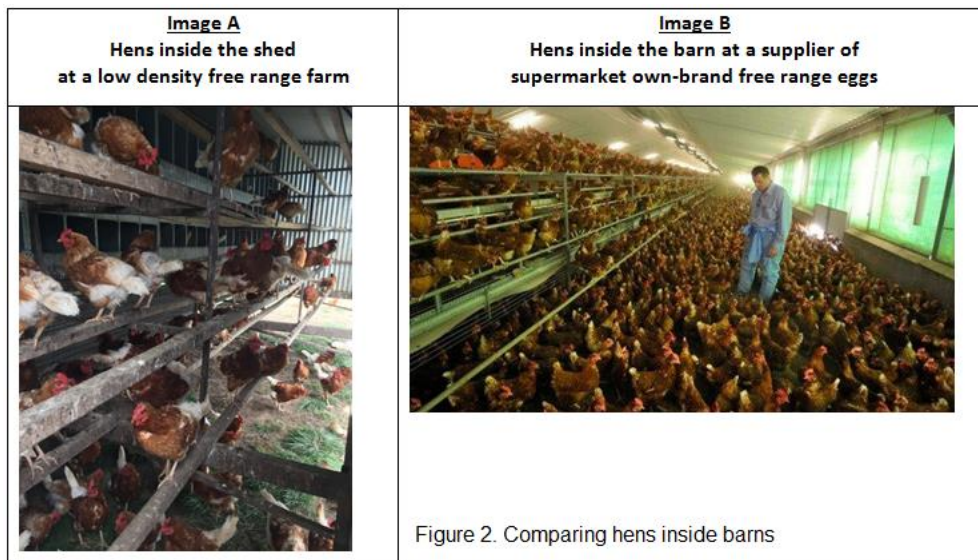 Image A
Hens inside the shed
at a low density free range farm
Image B
Hens inside the barn at a supplier of
supermarket own-brand free range eggs
Figure 2. Comparing hens inside barns